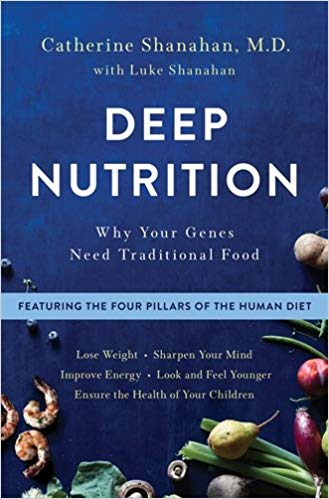 Catherine Shanahan, M.D.
with Luke Shanahan
DEEP
NUTRITION
Why Your Genes
Need Traditional Food
FEATURING THE FOUR PILLARS OF THE HUMAN DIET
Lose Weight • Sharpen Your Mind
Improve Energy • Look and Feel Younger
Ensure the Health of Your Children